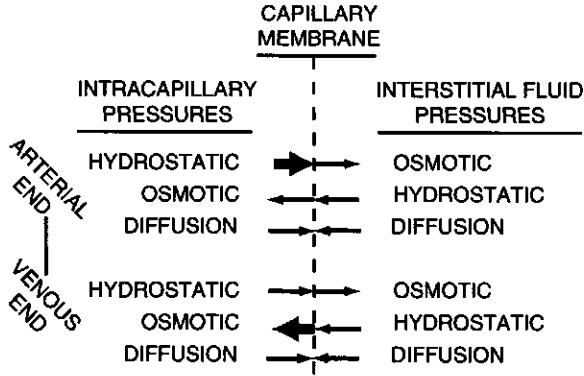 CAPILLARY
MEMBRANE
INTRACAPILLARY
PRESSURES
INTERSTITIAL FLUID
PRESSURES
ARTERIAL
END
HYDROSTATIC OSMOTIC
OSMOTIC HYDROSTATIC
DIFFUSION DIFFUSION
VENOUS
END
HYDROSTATIC OSMOTIC
OSMOTIC HYDROSTATIC
DIFFUSION DIFFUSION